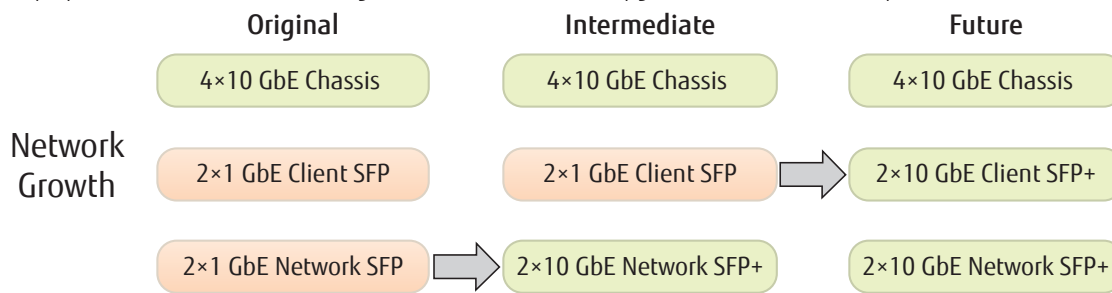 Original Intermediate Future
4×10 GbE Chassis 4×10 GbE Chassis 4×10 GbE Chassis
Network
Growth
2×1 GbE Client SFP 2×1 GbE Client SFP 2×10 GbE Client SFP+
2×1 GbE Network SFP 2×10 GbE Network SFP+ 2×10 GbE Network SFP+